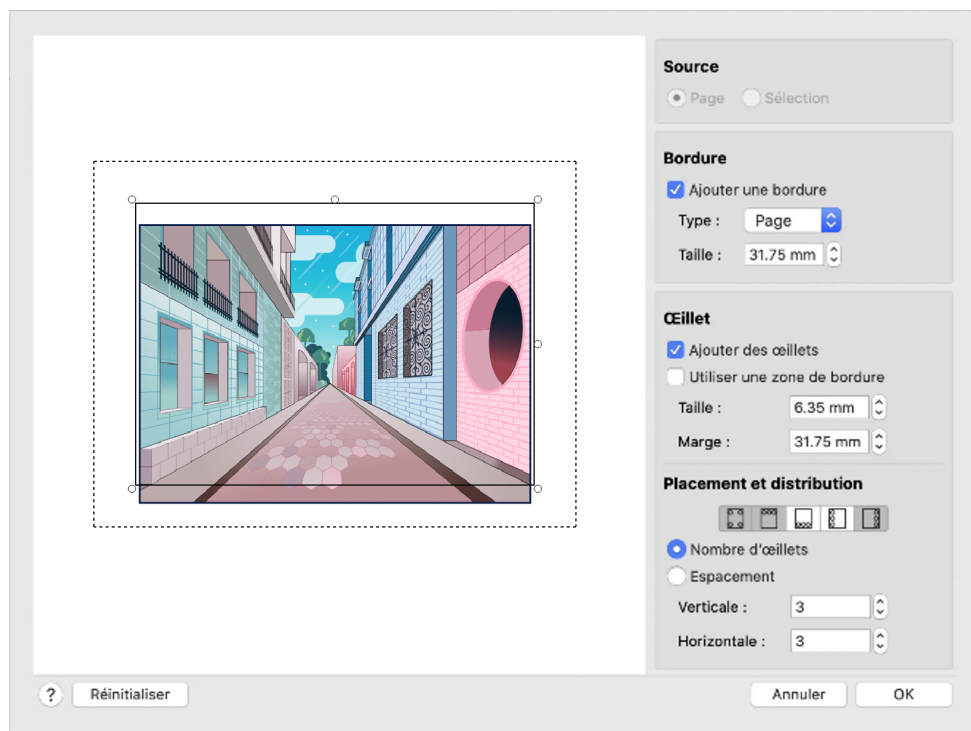 Source
Page Sélection
Bordure
Ajouter une bordure
Type : Page
Taille : 31.75 mm
Œillet
Ajouter des œillets
Utiliser une zone de bordure
Taille : 6.35 mm
Marge : 31.75 mm
Placement et distribution
Nombre d'œillets
Espacement
Verticale : 3
Horizontale : 3
? Réinitialiser Annuler OK